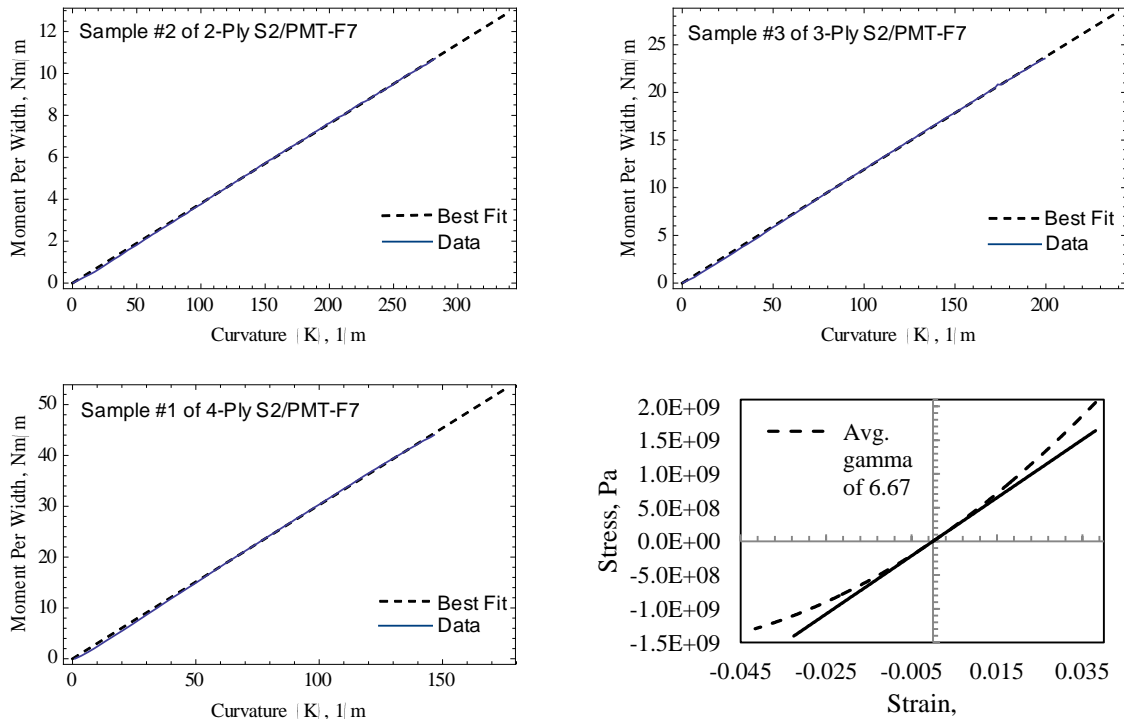 Sample #2 of 2-Ply S2/PMT-F7
Moment Per Width, Nm/m
12
10
8
6
4
2
0
Best Fit
Data
0 50 100 150 200 250 300
Curvature (K), 1/m
Sample #3 of 3-Ply S2/PMT-F7
Moment Per Width, Nm/m
25
20
15
10
5
0
Best Fit
Data
0 50 100 150 200
Curvature (K), 1/m
Sample #1 of 4-Ply S2/PMT-F7
Moment Per Width, Nm/m
50
40
30
20
10
0
Best Fit
Data
0 50 100 150
Curvature (K), 1/m
Stress, Pa
2.0E+09
1.5E+09
1.0E+09
5.0E+08
0.0E+00
-5.0E+08
-1.0E+09
-1.5E+09
Avg.
gamma
of 6.67
-0.045 -0.025 -0.005 0.015 0.035
Strain,